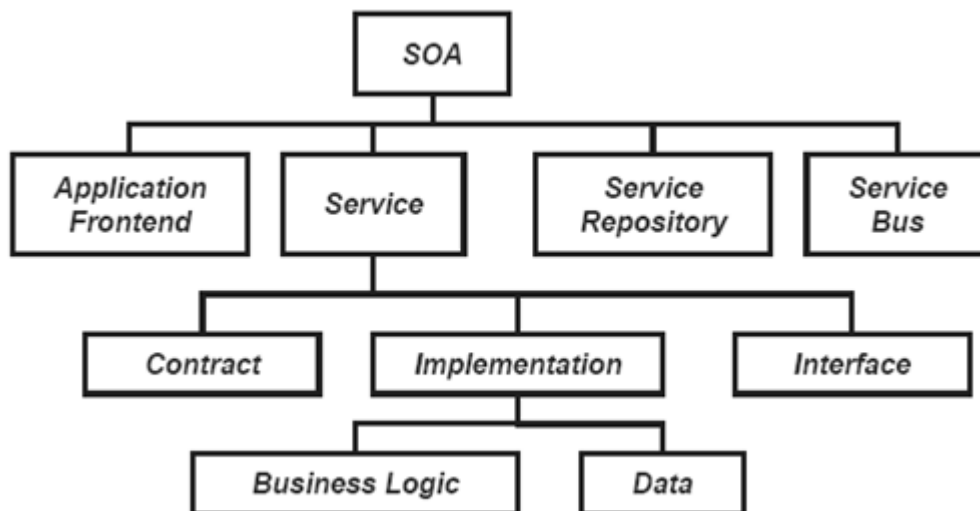 SOA
Application
Frontend
Service
Service
Repository
Service
Bus
Contract
Implementation
Interface
Business Logic
Data